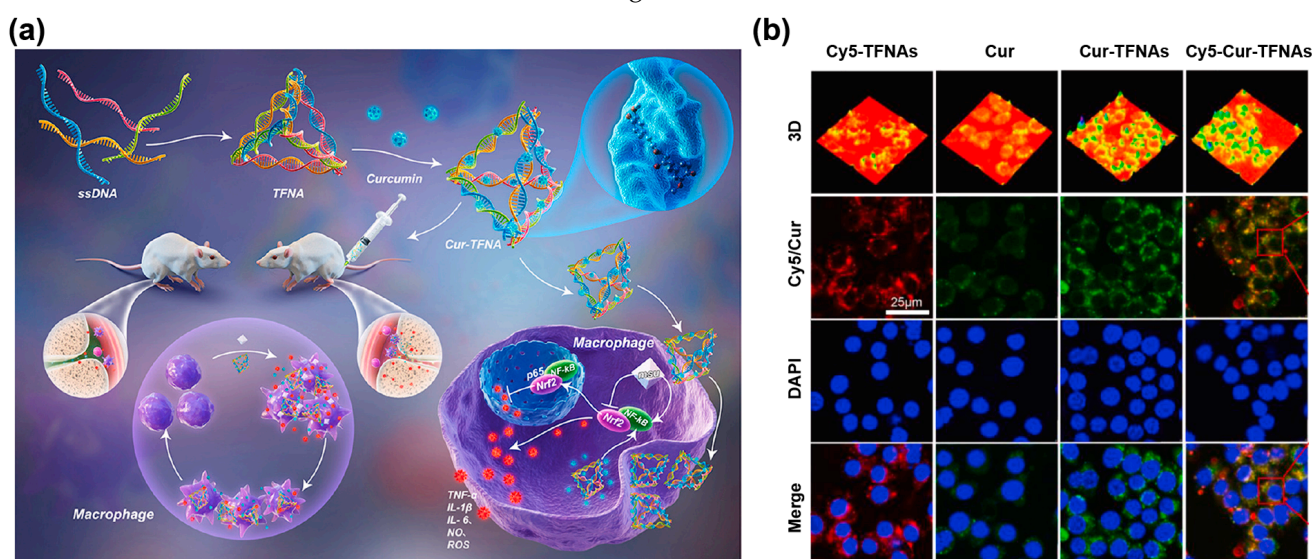 (a)
ssDNA
TFNA
Curcumin
Cur-TFNA
Macrophage
p65
NF-kB
Nrf2
Nrf2
NF-kB
TNF-α
IL-1β
IL- 6、
NO、
ROS
Macrophage
(b)
Cy5-TFNAs Cur Cur-TFNAs Cy5-Cur-TFNAs
3D
Cy5/Cur
25μm
DAPI
Merge